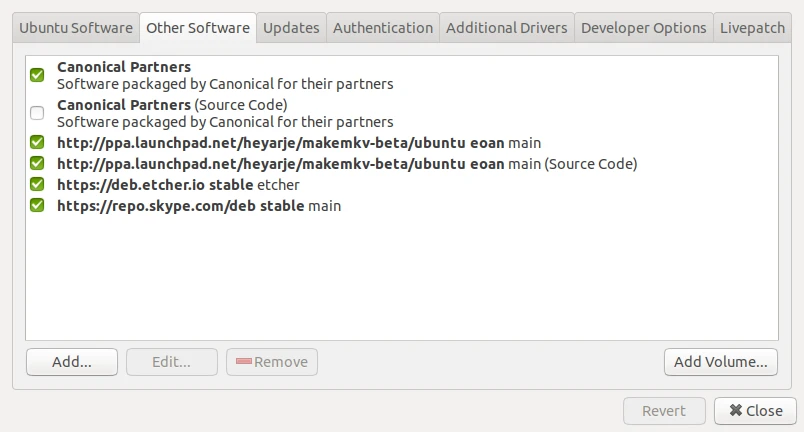 Ubuntu Software Other Software Updates Authentication Additional Drivers Developer Options Livepatch
Canonical Partners
Software packaged by Canonical for their partners
Canonical Partners (Source Code)
Software packaged by Canonical for their partners
http://ppa.launchpad.net/heyarje/makemkv-beta/ubuntu eoan main
http://ppa.launchpad.net/heyarje/makemkv-beta/ubuntu eoan main (Source Code)
https://deb.etcher.io stable etcher
https://repo.skype.com/deb stable main
Add... Edit... Remove Add Volume...
Revert Close